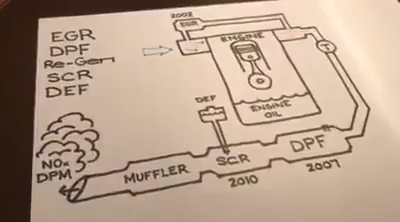 EGR
DPF
Re-Gen
SCR
DEF
2002
EGR
ENGINE
T
ENGINE
OIL
DEF
NOx
DPM
MUFFLER
SCR
2010
DPF
2007